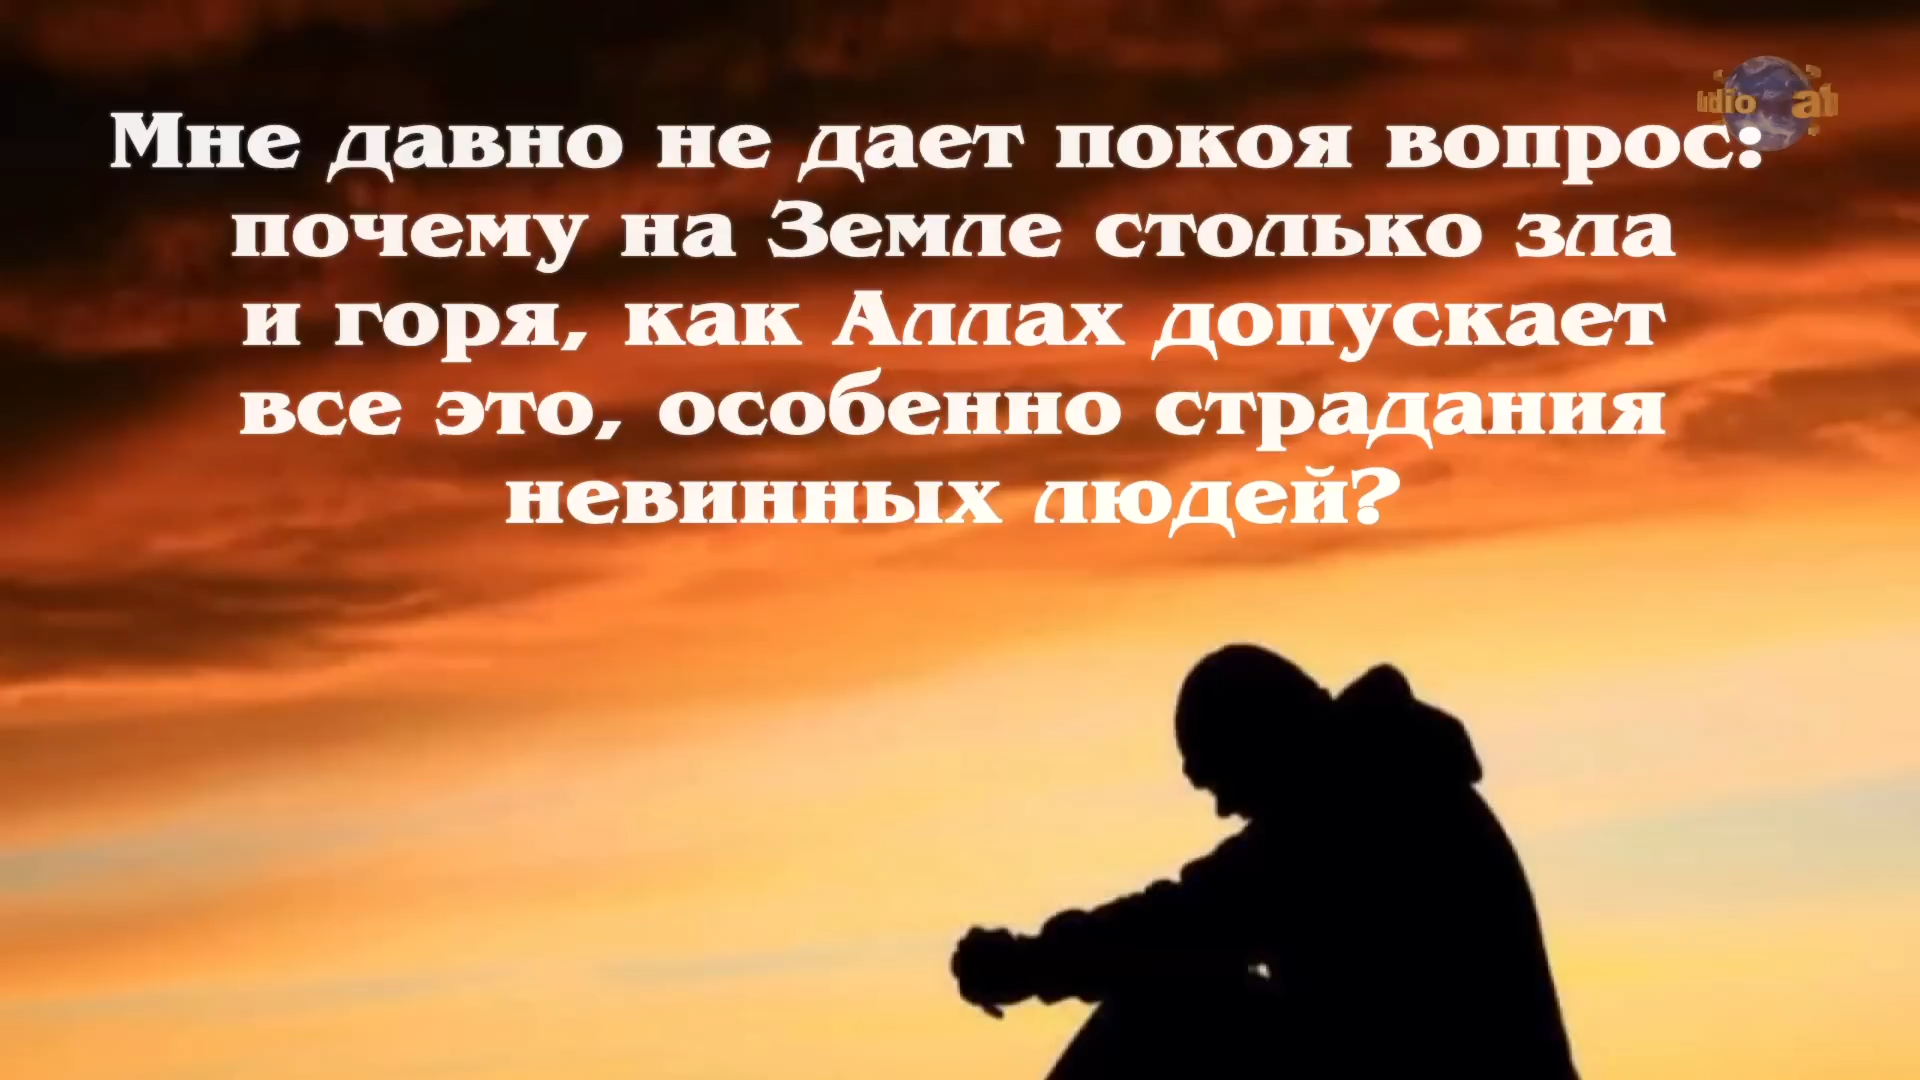 Мне давно не дает покоя вопрос:
почему на Земле столько зла
и горя, как Аллах допускает
все это, особенно страдания
невинных людей?